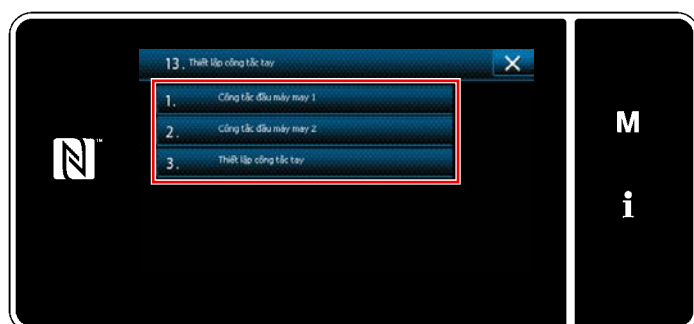 13. Thiết lập công tắc tay
1. Công tắc đầu máy may 1
2. Công tắc đầu máy may 2
3. Thiết lập công tắc tay
M
i
N